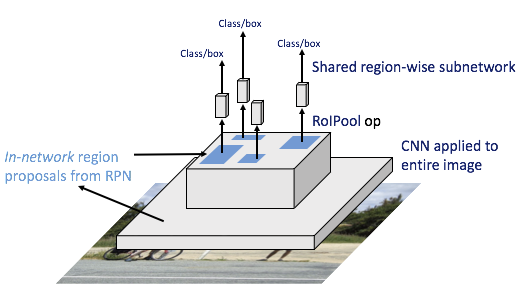 Class/box
Class/box
Class/box
Shared region-wise subnetwork
RoIPool op
CNN applied to
entire image
In-network region
proposals from RPN